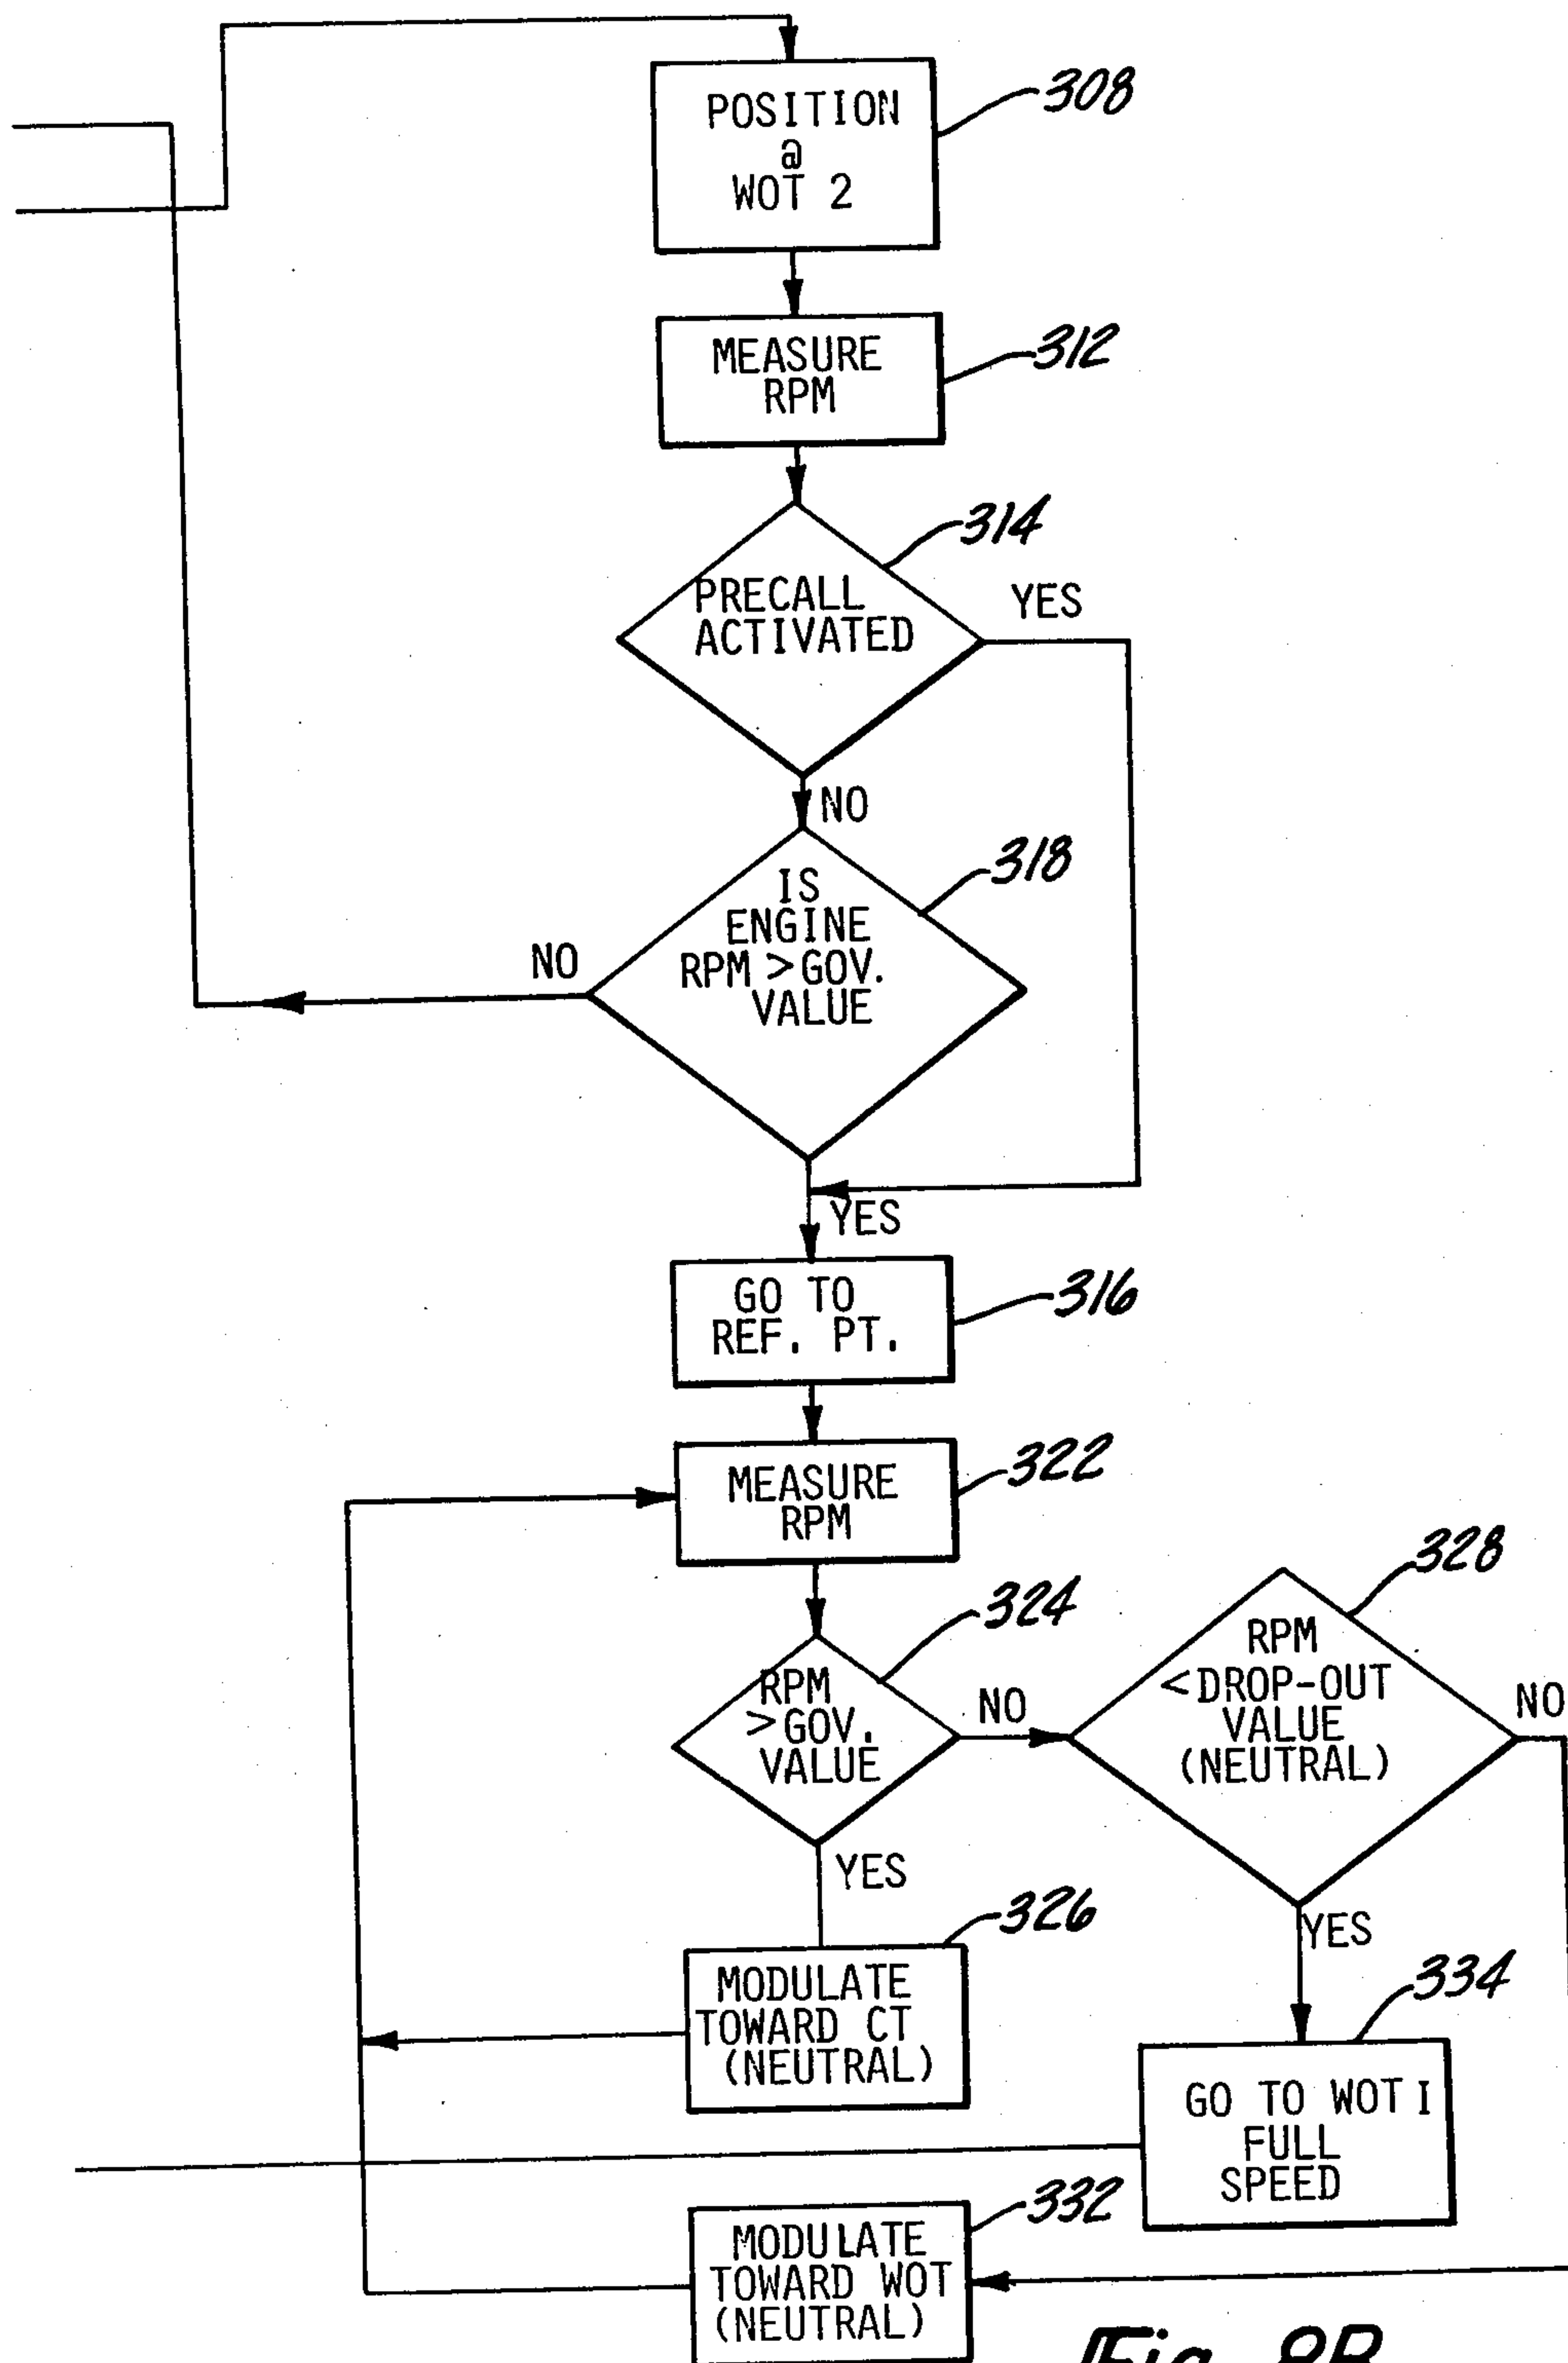 POSITION
@
WOT 2
308
MEASURE
RPM
312
PRECALL
ACTIVATED
314
YES
NO
IS
ENGINE
RPM >GOV.
VALUE
318
NO
YES
GO TO
REF. PT.
316
MEASURE
RPM
322
RPM
>GOV.
VALUE
324
NO
RPM
<DROP-OUT
VALUE
(NEUTRAL)
328
NO
YES
YES
MODULATE
TOWARD CT
(NEUTRAL)
326
GO TO WOT I
FULL
SPEED
334
MODULATE
TOWARD WOT
(NEUTRAL)
332
Fig. 8B